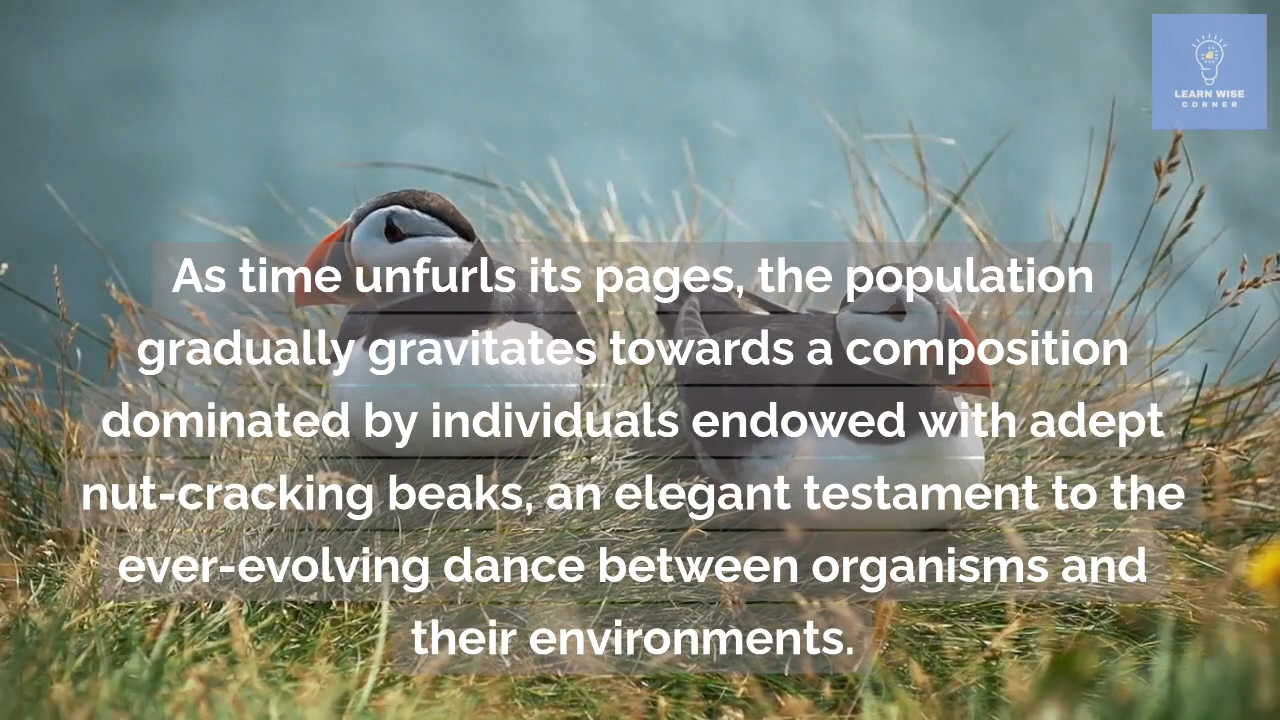 LEARN WISE
CORNER
As time unfurls its pages, the population
gradually gravitates towards a composition
dominated by individuals endowed with adept
nut-cracking beaks, an elegant testament to the
ever-evolving dance between organisms and
their environments.